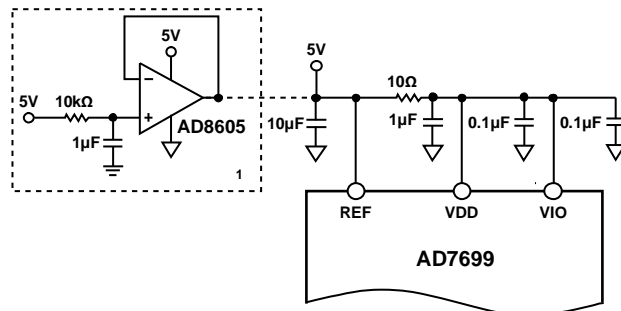 5V
5V
5V
10kΩ
10Ω
–
+
AD8605
1µF
10µF
1µF
0.1µF
0.1µF
1
REF
VDD
VIO
AD7699